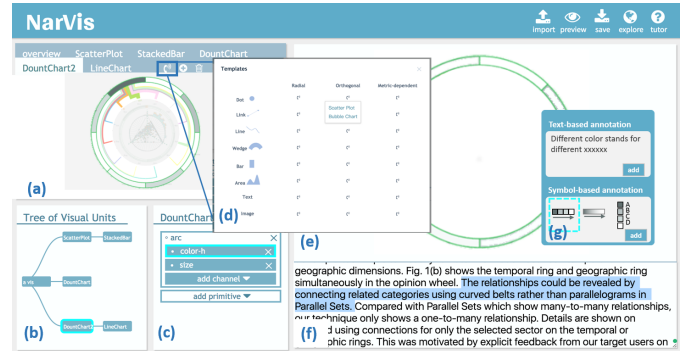 NarVis
import preview save explore tutor
overview ScatterPlot StackedBar DountChart
DountChart2 LineChart
(a)
Templates
Radial Orthogonal Metric-dependent
Dot
Link
Line
Wedge
Bar
Area
Text
Image
Scatter Plot
Bubble Chart
(d)
(e)
Text-based annotation
Different color stands for
different xxxxxx
add
Symbol-based annotation
A
B
C
D
add
(g)
Tree of Visual Units
ScatterPlot StackedBar
e vis DountChart
DountChart LineChart
(b)
DountChar
arc
color-h
size
add channel
add primitive
(c)
geographic dimensions. Fig. 1(b) shows the temporal ring and geographic ring
simultaneously in the opinion wheel. The relationships could be revealed by
connecting related categories using curved belts rather than parallelograms in
Parallel Sets. Compared with Parallel Sets which show many-to-many relationships,
our technique only shows a one-to-many relationship. Details are shown on
d using connections for only the selected sector on the temporal or
phic rings. This was motivated by explicit feedback from our target users on
(f)